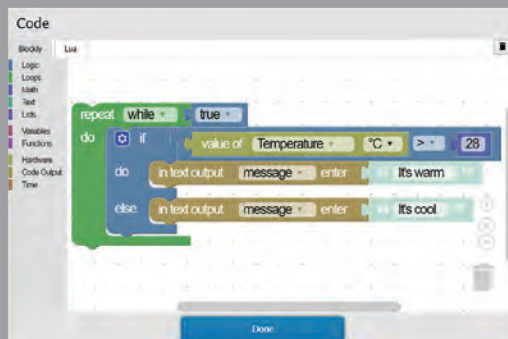 Code
Blockly Lua
Logic
Loops
Math
Text
Lists
Variables
Functions
Hardware
Code Output
Time
repeat while true
do if value of Temperature °C > 28
do in text output message enter It's warm
else in text output message enter It's cool
Done